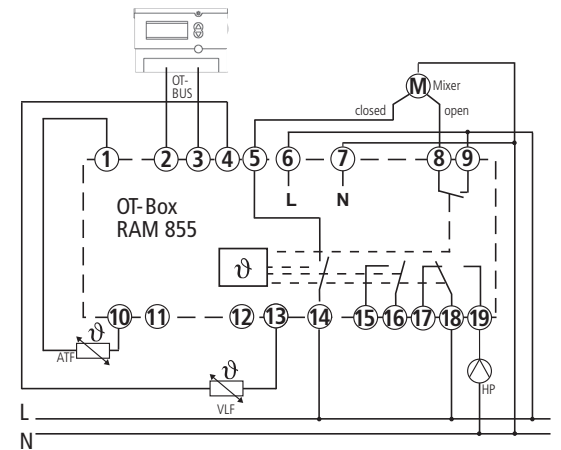 OT-
BUS
M Mixer
closed open
1 2 3 4 5 6 7 8 9
L N
OT-Box
RAM 855
ϑ
10 11 12 13 14 15 16 17 18 19
ϑ
ATF
ϑ
VLF
HP
L
N